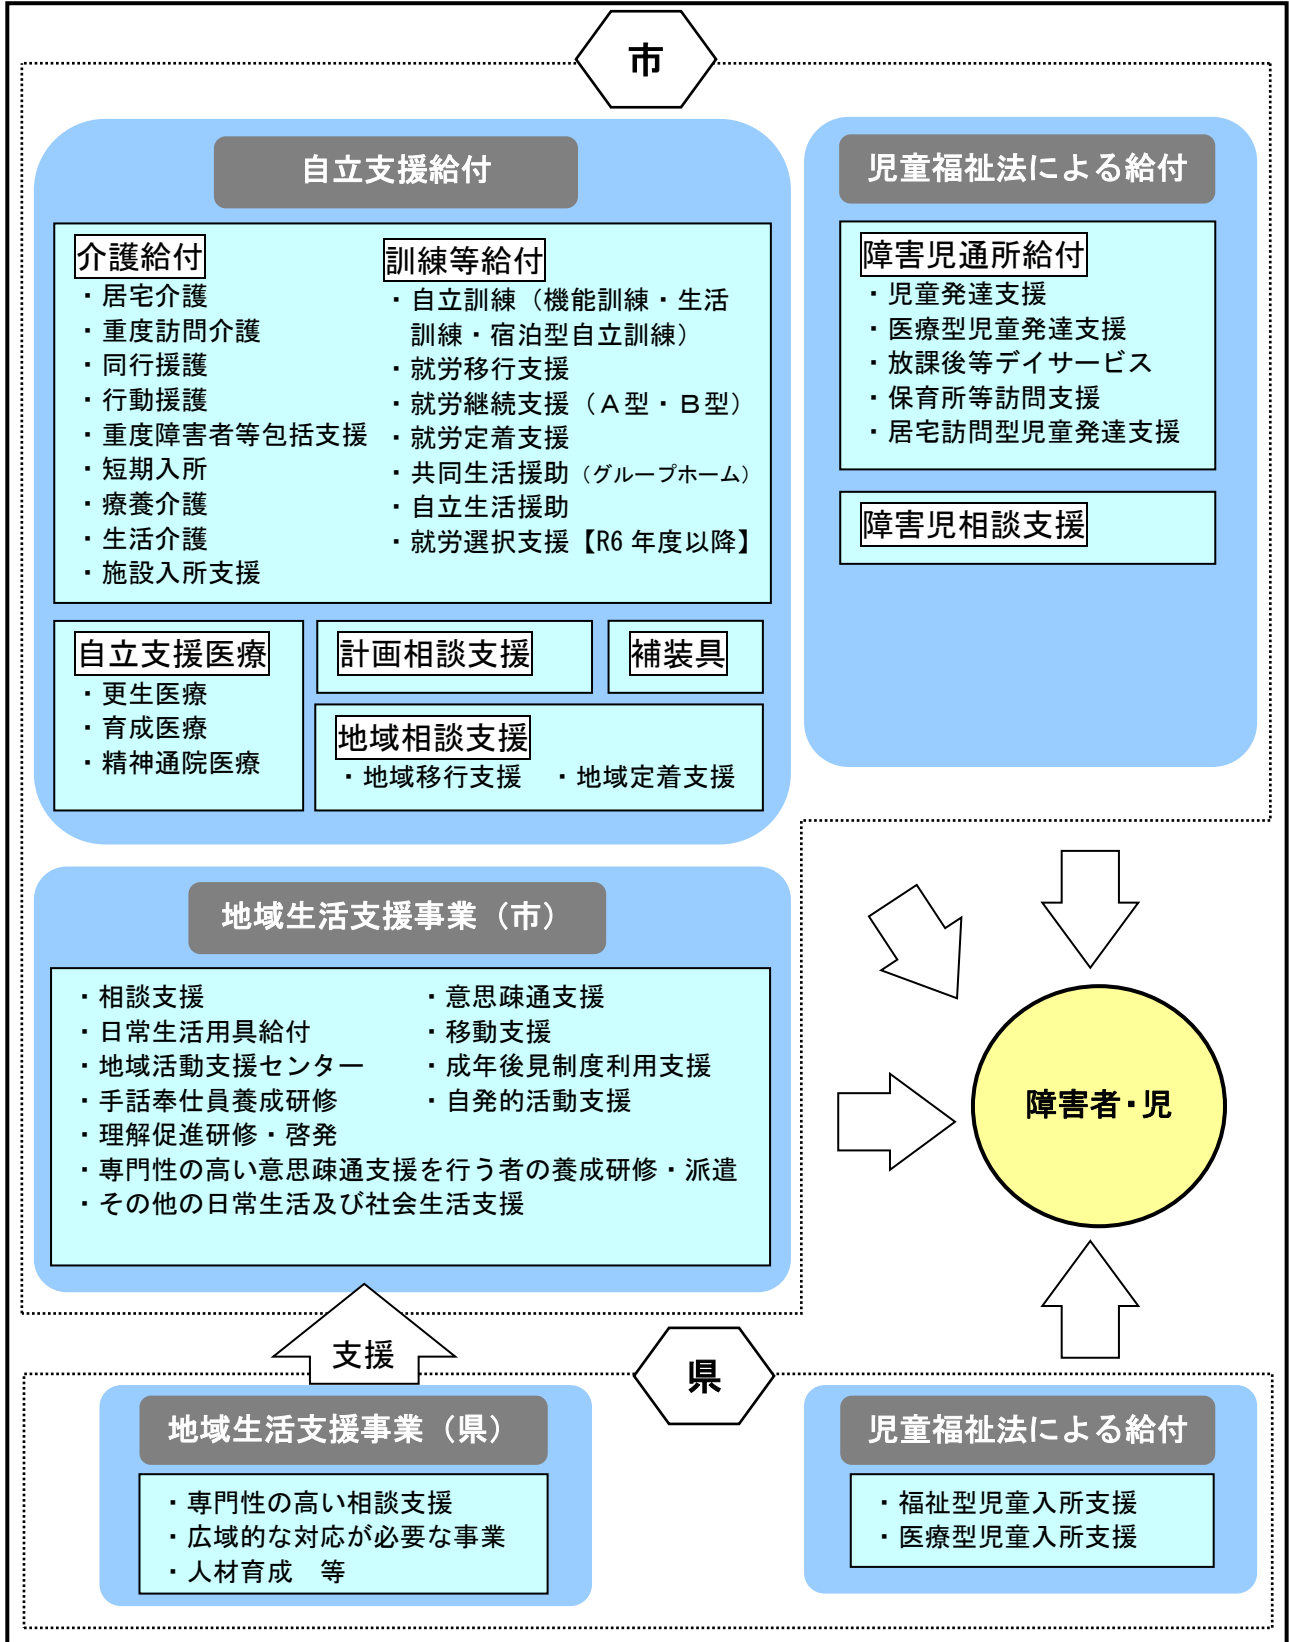 市
自立支援給付
介護給付
・居宅介護
・重度訪問介護
・同行援護
・行動援護
・重度障害者等包括支援
・短期入所
・療養介護
・生活介護
・施設入所支援
訓練等給付
・自立訓練（機能訓練・生活
訓練・宿泊型自立訓練）
・就労移行支援
・就労継続支援（Ａ型・Ｂ型）
・就労定着支援
・共同生活援助（グループホーム）
・自立生活援助
・就労選択支援【R6 年度以降】
自立支援医療
・更生医療
・育成医療
・精神通院医療
計画相談支援
補装具
地域相談支援
・地域移行支援　・地域定着支援
児童福祉法による給付
障害児通所給付
・児童発達支援
・医療型児童発達支援
・放課後等デイサービス
・保育所等訪問支援
・居宅訪問型児童発達支援
障害児相談支援
地域生活支援事業（市）
・相談支援
・日常生活用具給付
・地域活動支援センター
・手話奉仕員養成研修
・理解促進研修・啓発
・専門性の高い意思疎通支援を行う者の養成研修・派遣
・その他の日常生活及び社会生活支援
・意思疎通支援
・移動支援
・成年後見制度利用支援
・自発的活動支援
障害者・児
支援
県
地域生活支援事業（県）
・専門性の高い相談支援
・広域的な対応が必要な事業
・人材育成　等
児童福祉法による給付
・福祉型児童入所支援
・医療型児童入所支援